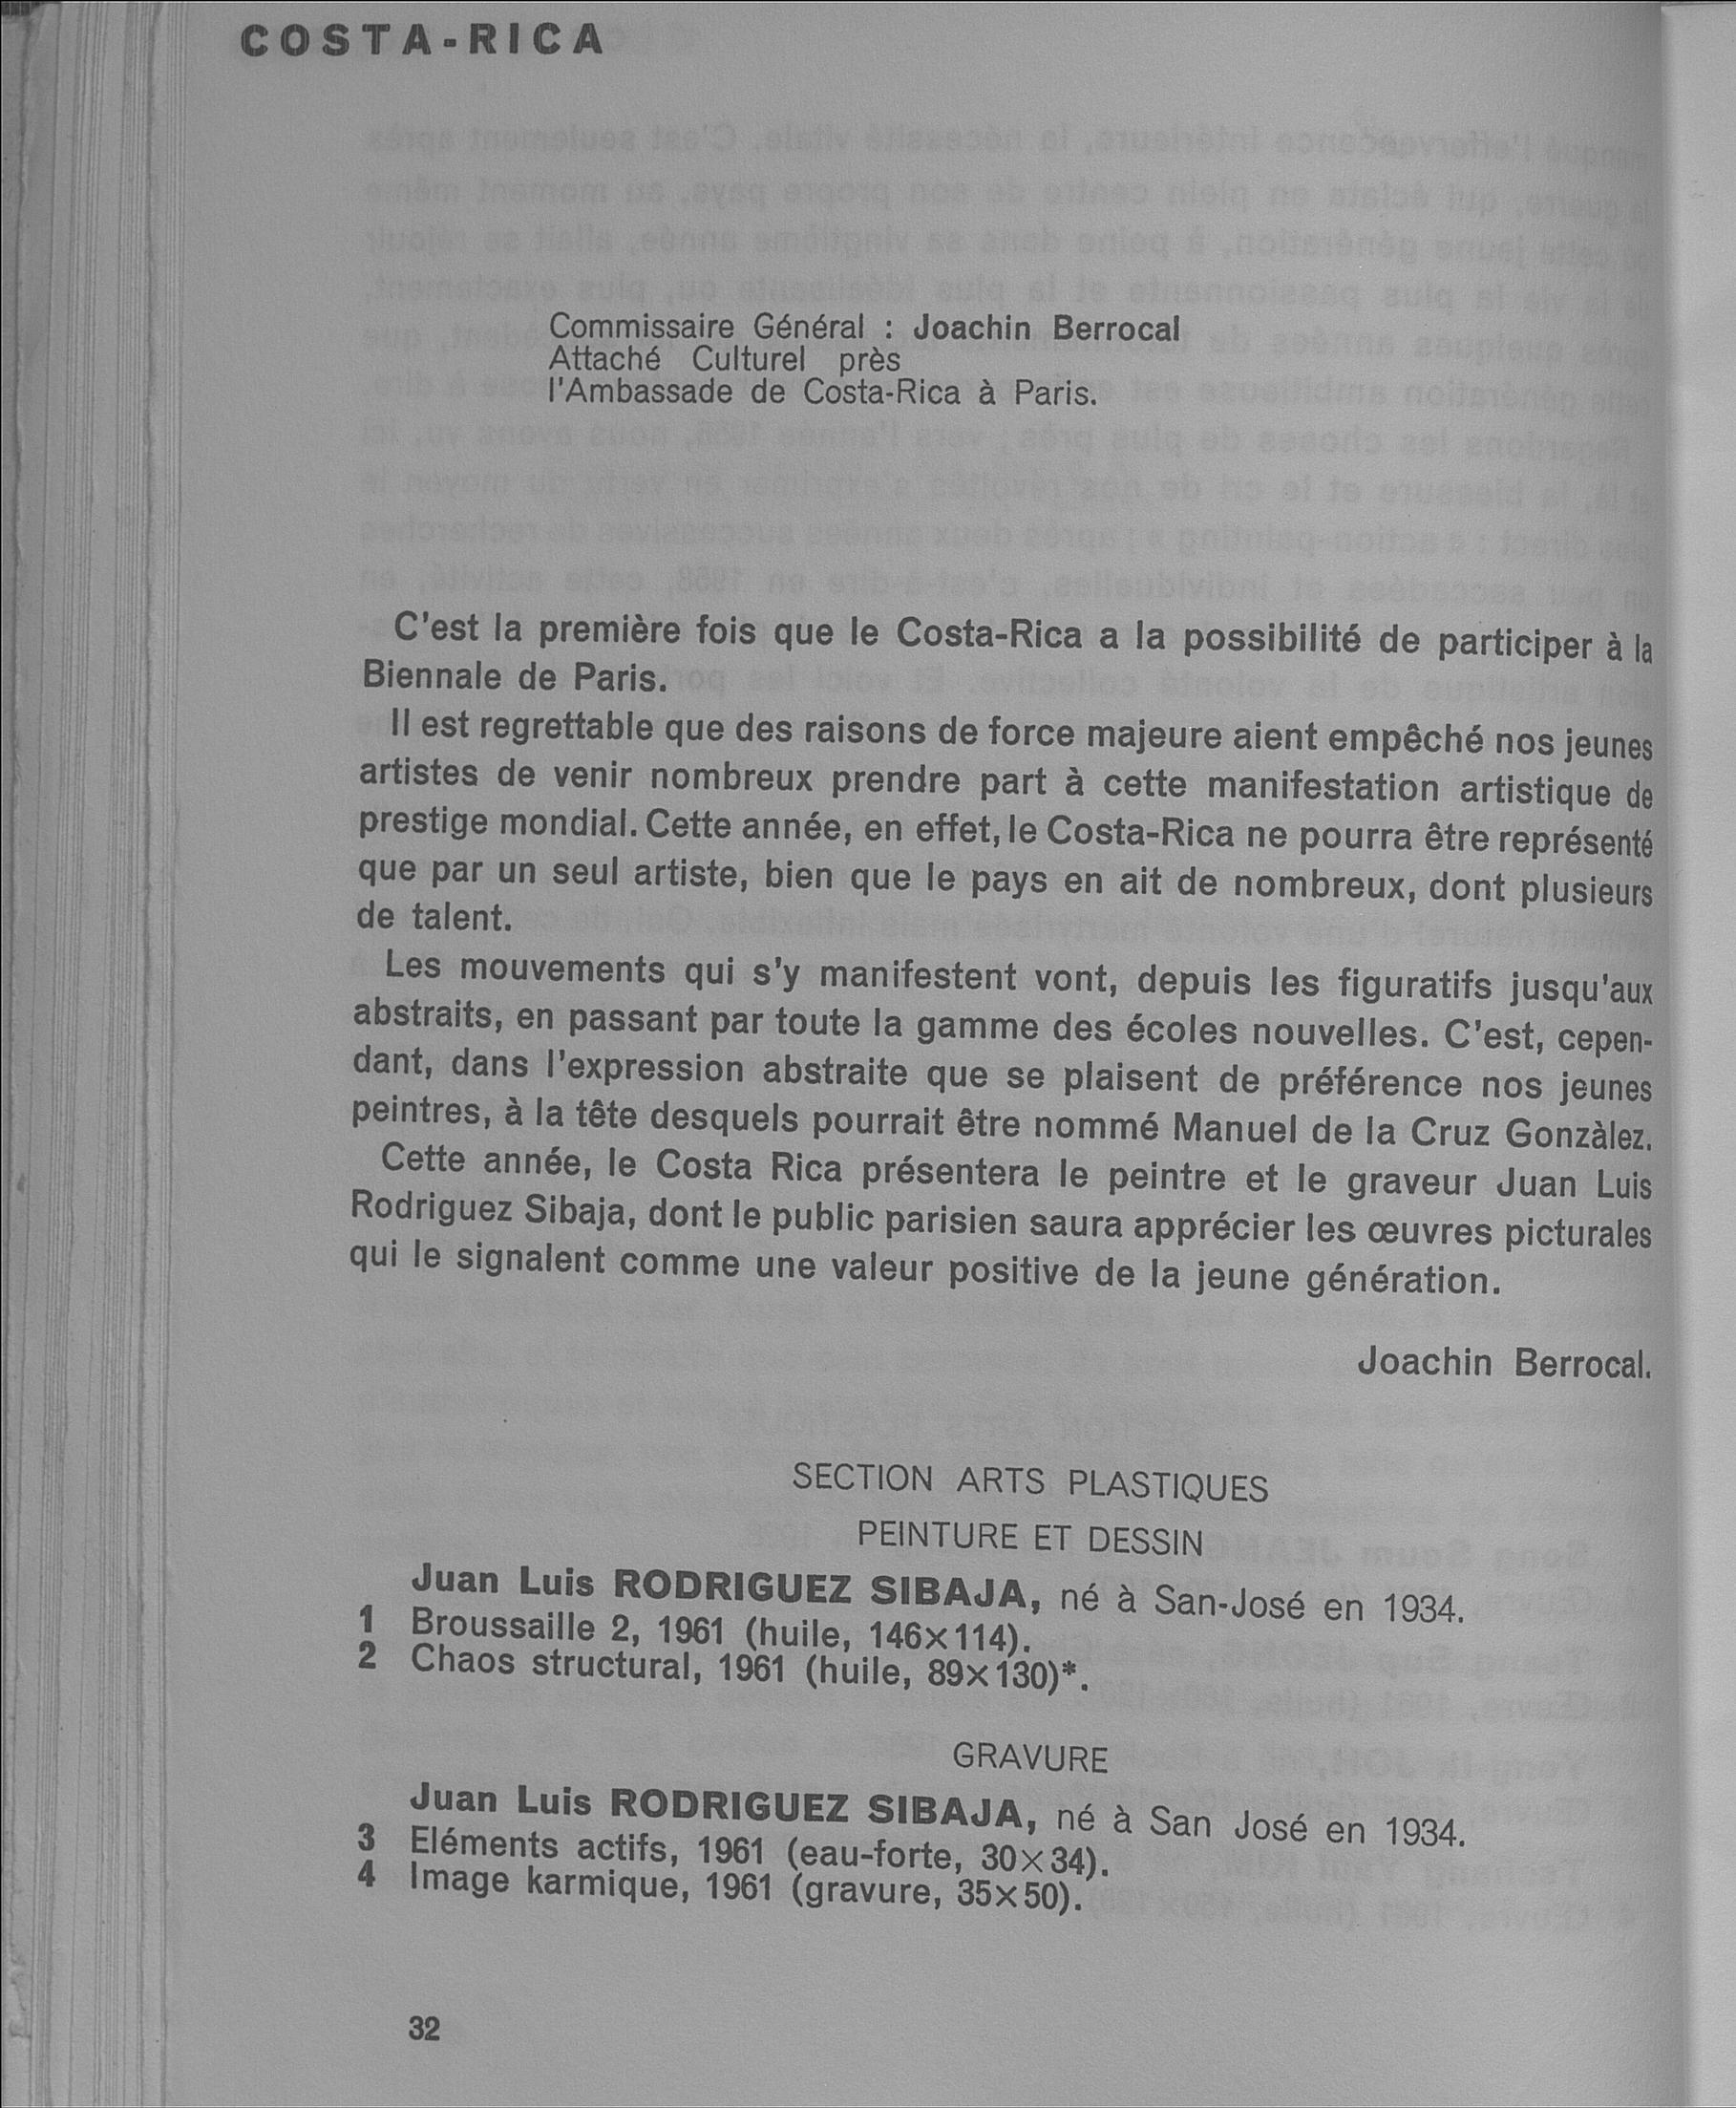 COSTA-RICA
Commissaire Général : Joachin Berrocal
Attaché Culturel près
l'Ambassade de Costa-Rica à Paris.
C'est la première fois que le Costa-Rica a la possibilité de participer à la
Biennale de Paris.
Il est regrettable que des raisons de force majeure aient empêché nos jeunes
artistes de venir nombreux prendre part à cette manifestation artistique de
prestige mondial. Cette année, en effet, le Costa-Rica ne pourra être représenté
que par un seul artiste, bien que le pays en ait de nombreux, dont plusieurs
de talent.
Les mouvements qui s'y manifestent vont, depuis les figuratifs jusqu'aux
abstraits, en passant par toute la gamme des écoles nouvelles. C'est, cepen-
dant, dans l'expression abstraite que se plaisent de préférence nos jeunes
peintres, à la tête desquels pourrait être nommé Manuel de la Cruz Gonzàlez.
Cette année, le Costa Rica présentera le peintre et le graveur Juan Luis
Rodriguez Sibaja, dont le public parisien saura apprécier les œuvres picturales
qui le signalent comme une valeur positive de la jeune génération.
Joachin Berrocal.
SECTION ARTS PLASTIQUES
PEINTURE ET DESSIN
Juan Luis RODRIGUEZ SIBAJA, né à San-José en 1934.
1 Broussaille 2, 1961 (huile, 146×114).
2 Chaos structural, 1961 (huile, 89×130)*.
GRAVURE
Juan Luis RODRIGUEZ SIBAJA, né à San José en 1934.
3 Eléments actifs, 1961 (eau-forte, 30×34).
4 Image karmique, 1961 (gravure, 35×50).
32